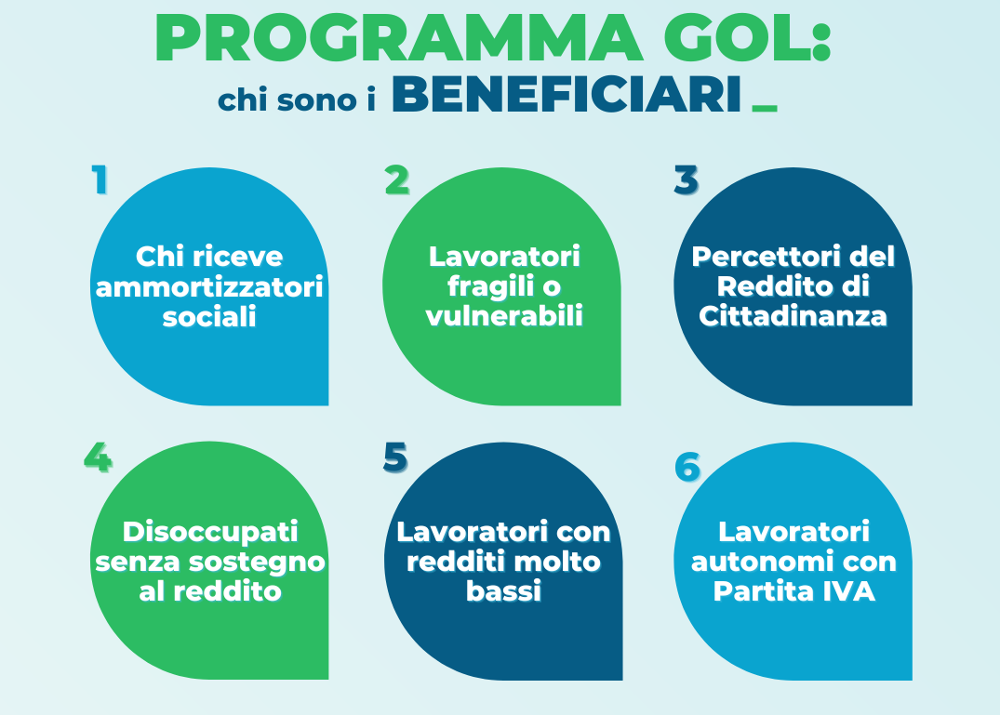 PROGRAMMA GOL:
chi sono i BENEFICIARI _
1
Chi riceve
ammortizzatori
sociali
2
Lavoratori
fragili o
vulnerabili
3
Percettori del
Reddito di
Cittadinanza
4
Disoccupati
senza sostegno
al reddito
5
Lavoratori con
redditi molto
bassi
6
Lavoratori
autonomi con
Partita IVA